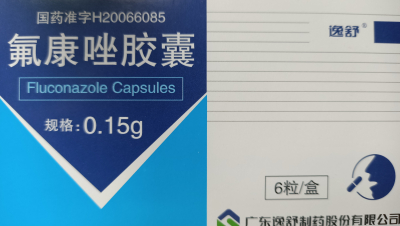 国药准字H20066085
氟康唑胶囊
Fluconazole Capsules
规格:0.15g
逸舒®
6粒/盒
广东逸舒制药股份有限公司